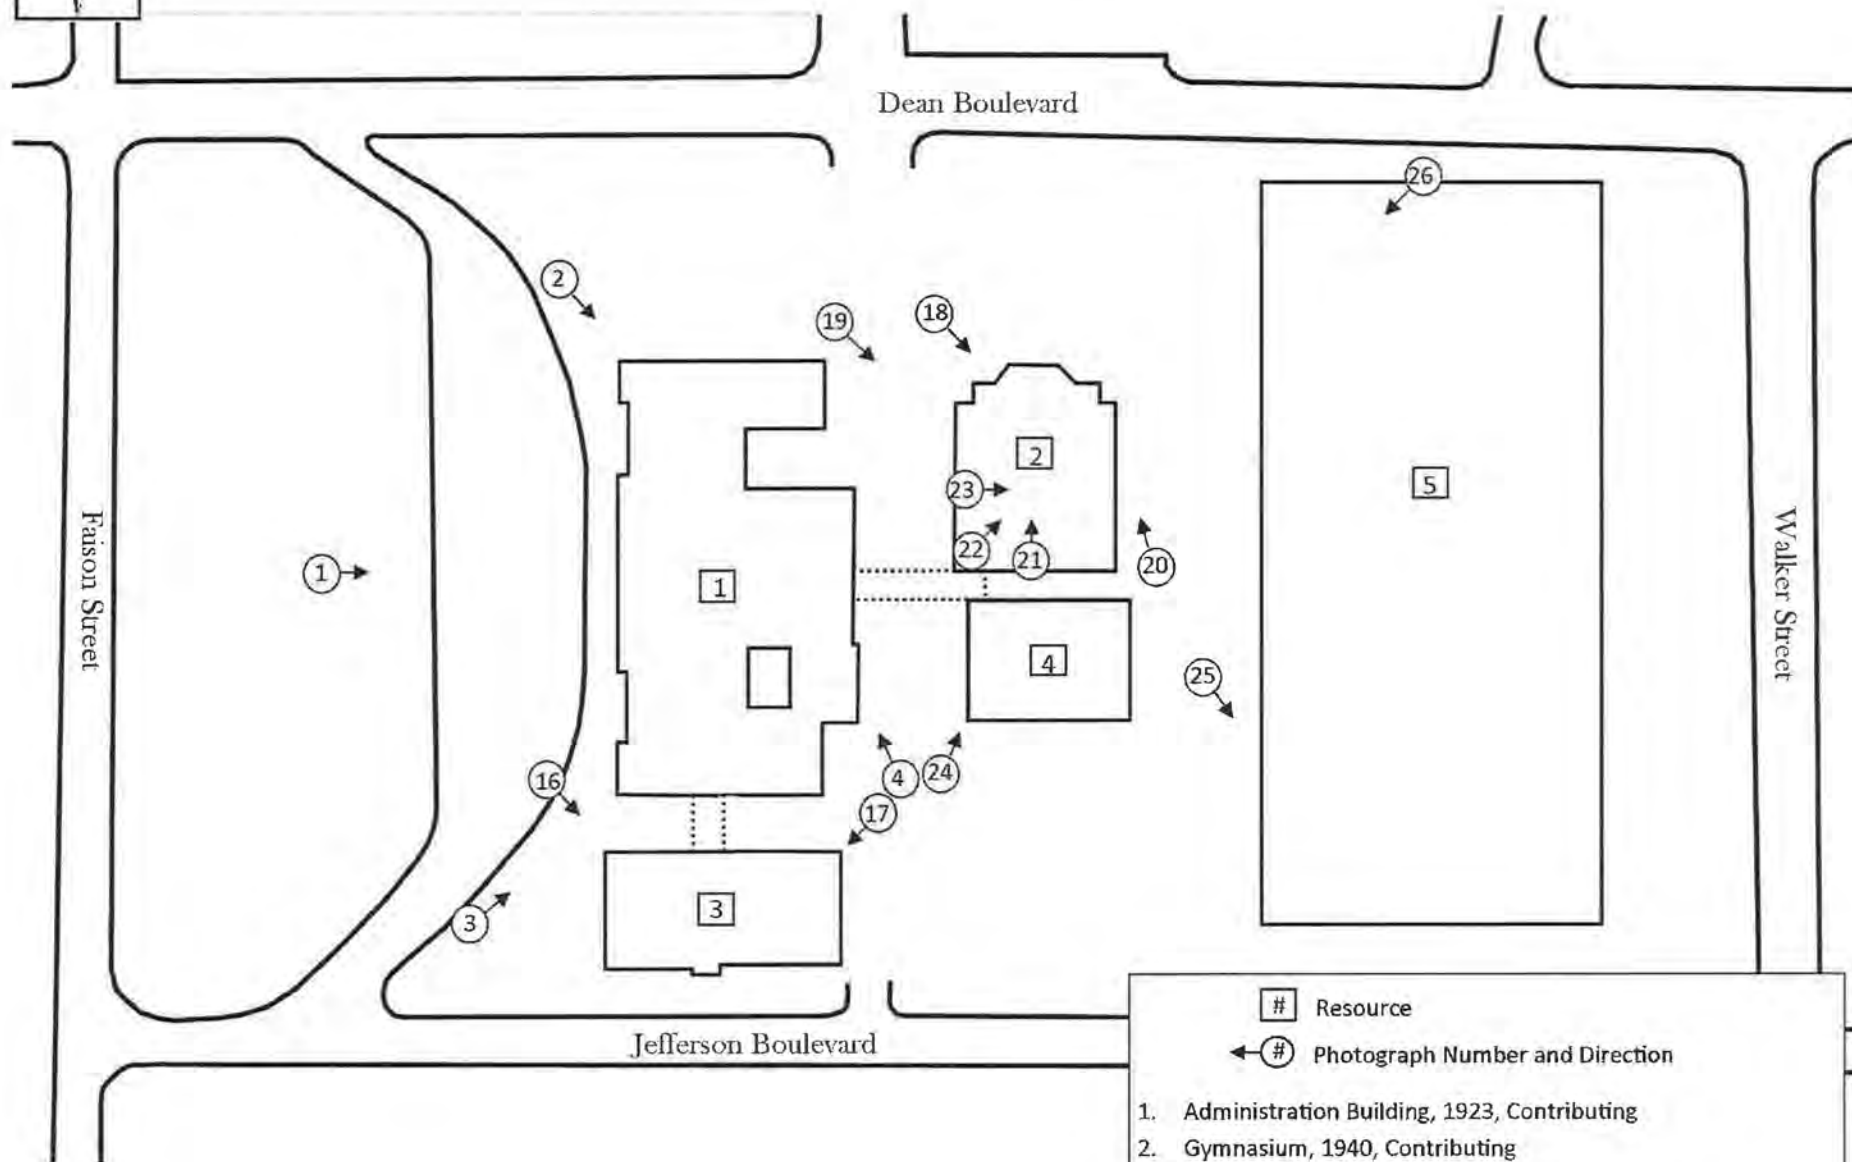 Dean Boulevard
26
2
19
18
2
23
5
Faison Street
Walker Street
22
21
20
1
1
4
25
16
4
24
17
3
3
# Resource
Jefferson Boulevard
# Photograph Number and Direction
1. Administration Building, 1923, Contributing
2. Gymnasium, 1940, Contributing